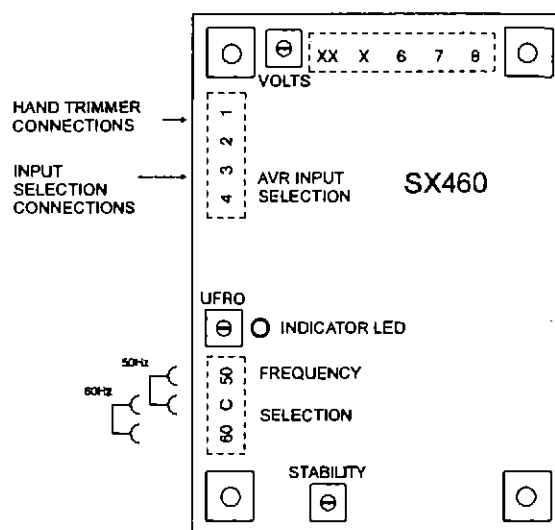 XX X 6 7 8
VOLTS
HAND TRIMMER
CONNECTIONS
1
2
3
4
INPUT
SELECTION
CONNECTIONS
AVR INPUT
SELECTION
SX460
UFRO
INDICATOR LED
50Hz
60Hz
50
C
60
FREQUENCY
SELECTION
STABILITY